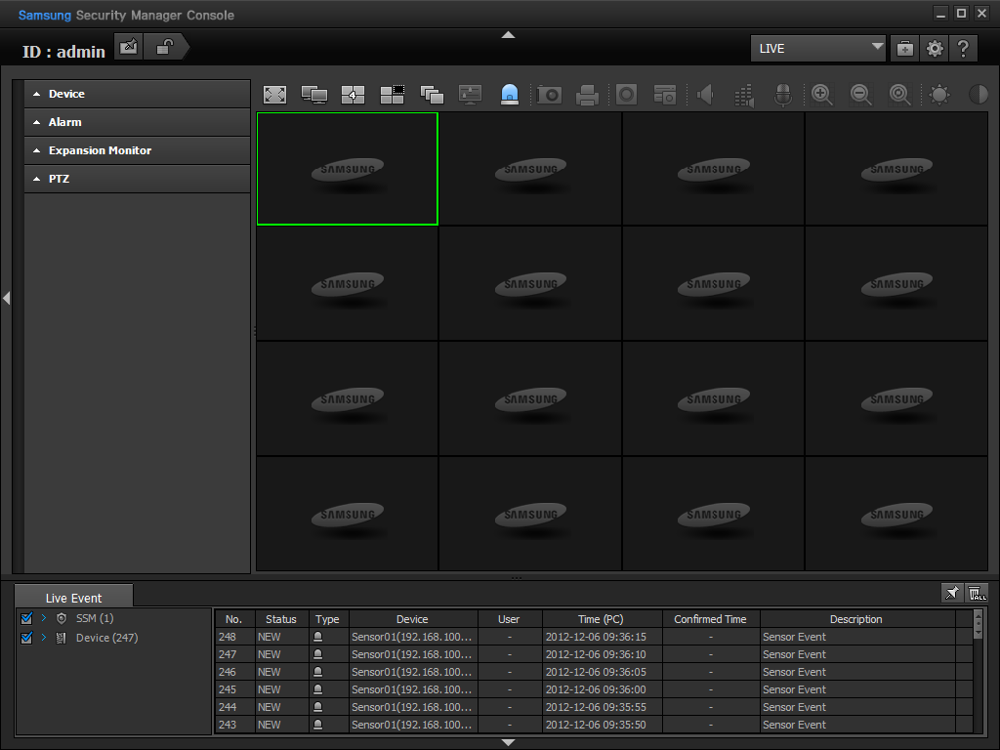 Samsung Security Manager Console
ID : admin
LIVE
?
Device
Alarm
Expansion Monitor
PTZ
SAMSUNG SAMSUNG SAMSUNG SAMSUNG
SAMSUNG SAMSUNG SAMSUNG SAMSUNG
SAMSUNG SAMSUNG SAMSUNG SAMSUNG
SAMSUNG SAMSUNG SAMSUNG SAMSUNG
Live Event
ALL
SSM (1)
Device (247)
No. Status Type Device User Time (PC) Confirmed Time Description
248 NEW Sensor01(192.168.100... - 2012-12-06 09:36:15 - Sensor Event
247 NEW Sensor01(192.168.100... - 2012-12-06 09:36:10 - Sensor Event
246 NEW Sensor01(192.168.100... - 2012-12-06 09:36:05 - Sensor Event
245 NEW Sensor01(192.168.100... - 2012-12-06 09:36:00 - Sensor Event
244 NEW Sensor01(192.168.100... - 2012-12-06 09:35:55 - Sensor Event
243 NEW Sensor01(192.168.100... - 2012-12-06 09:35:50 - Sensor Event